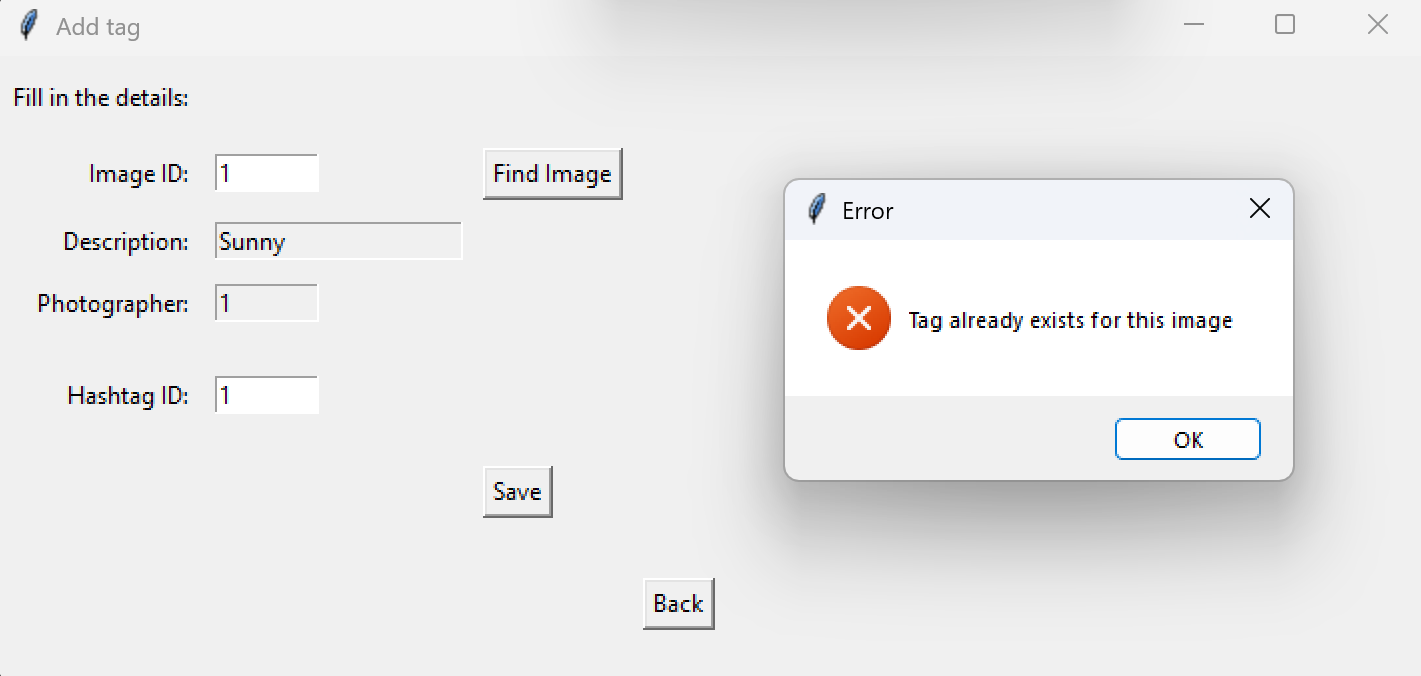 Add tag
Fill in the details:
Image ID: 1 Find Image
Description: Sunny
Photographer: 1
Hashtag ID: 1
Save
Back
Error
Tag already exists for this image
OK